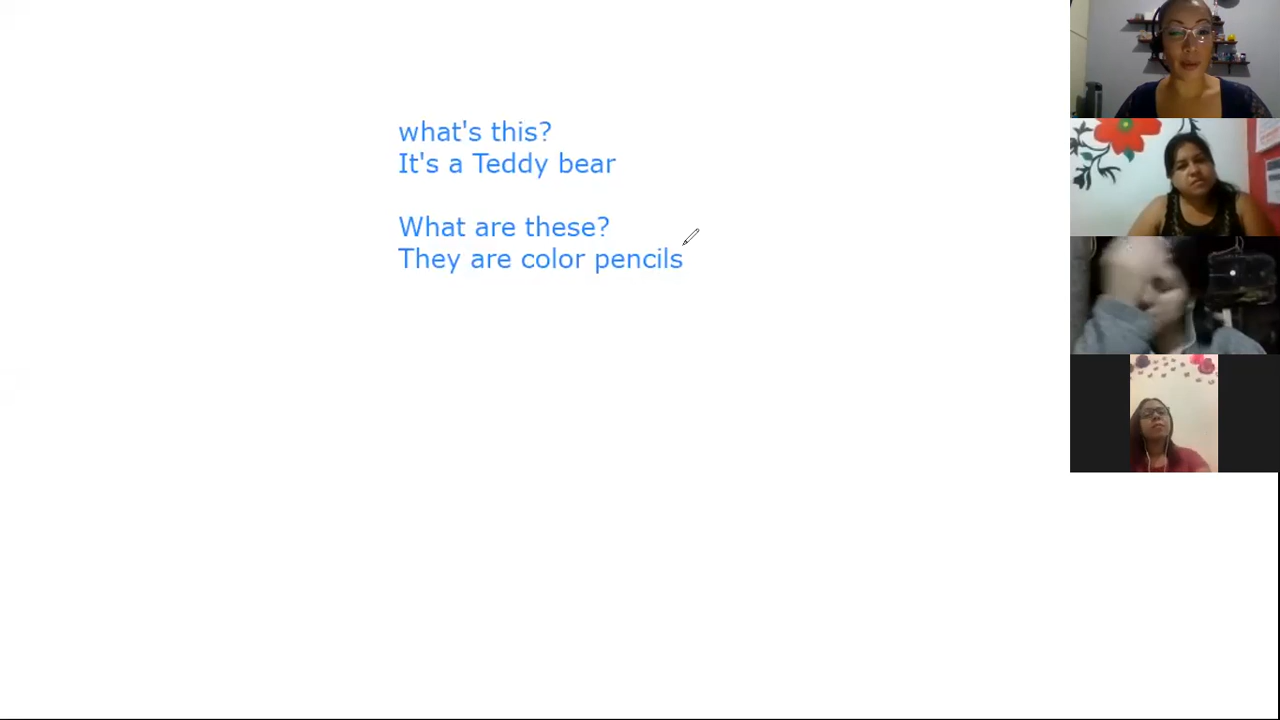 what's this?
It's a Teddy bear
What are these?
They are color pencils